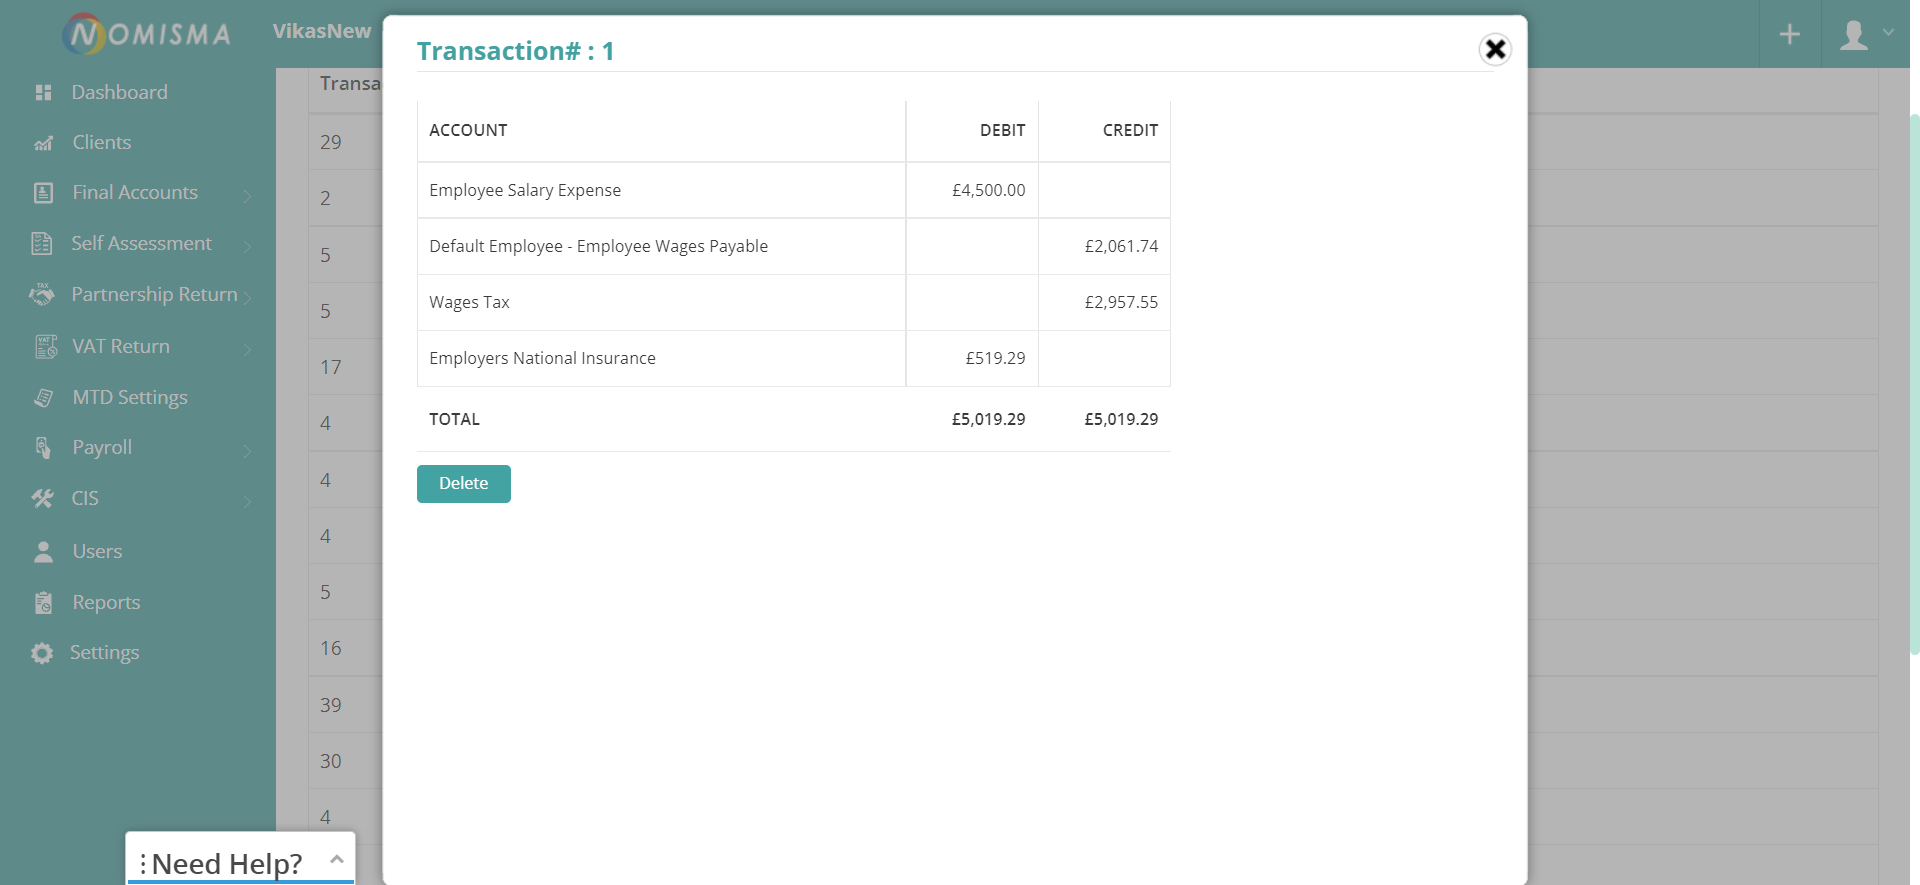 NOMISMA
VikasNew
Dashboard
Clients
Final Accounts
Self Assessment
TAX
Partnership Return
VAT
VAT Return
MTD Settings
Payroll
CIS
Users
Reports
Settings
29
2
5
5
17
4
4
4
5
16
39
30
4
Need Help?
Transaction# : 1
ACCOUNT DEBIT CREDIT
Employee Salary Expense £4,500.00
Default Employee - Employee Wages Payable £2,061.74
Wages Tax £2,957.55
Employers National Insurance £519.29
TOTAL £5,019.29 £5,019.29
Delete